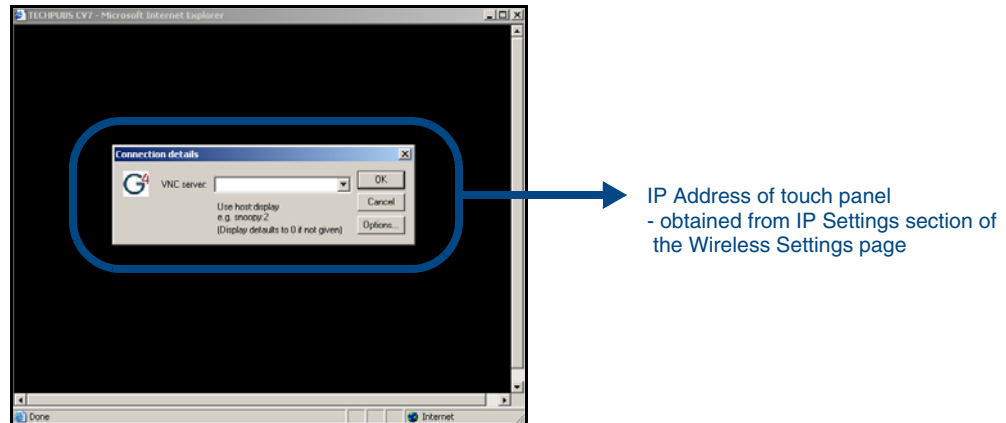 TECHPUBS CV7 - Microsoft Internet Explorer
Connection details
G4
VNC server:
OK
Use host:display
e.g. snoopy:2
(Display defaults to 0 if not given)
Cancel
Options...
IP Address of touch panel
- obtained from IP Settings section of
the Wireless Settings page
Done
Internet